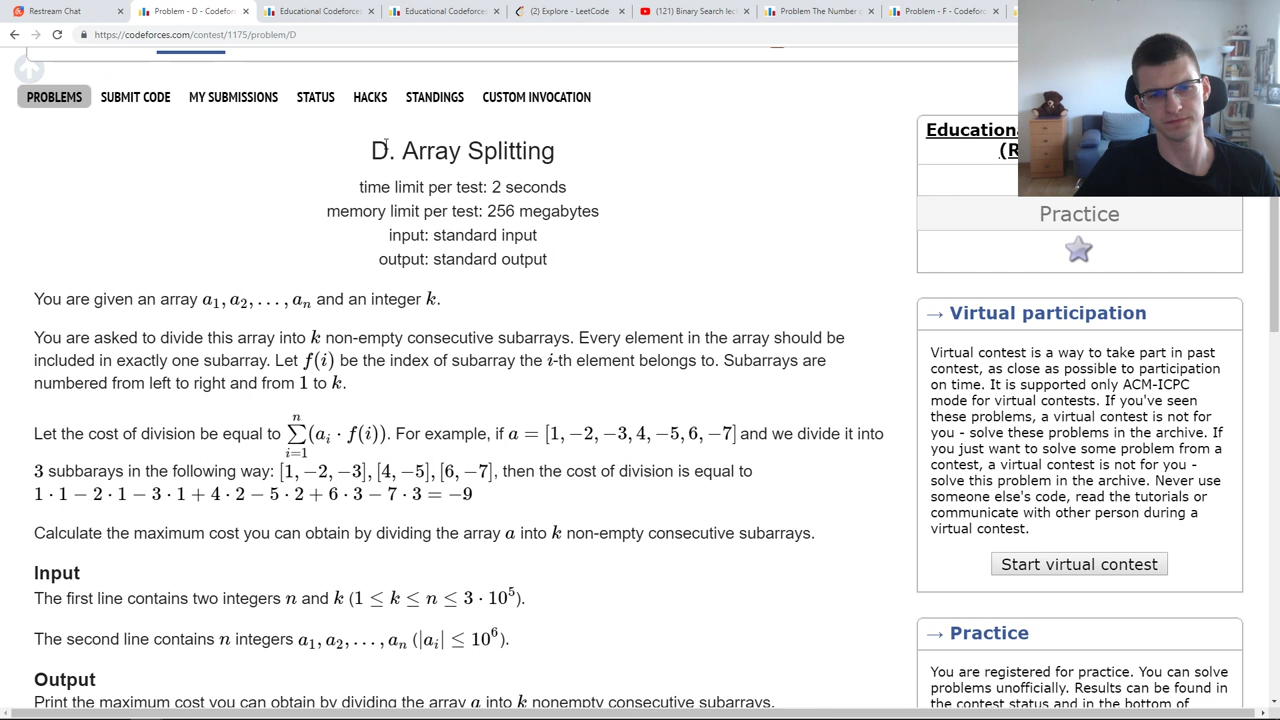 Restream Chat
Problem - D - Codefor
Educational Codeforces
Educational Codeforces
(2) Explore - LeetCode
(121) Binary Search lec
Problem The Number o
Problem - F - Codeforc
https://codeforces.com/contest/1175/problem/D
PROBLEMS SUBMIT CODE MY SUBMISSIONS STATUS HACKS STANDINGS CUSTOM INVOCATION
D. Array Splitting
time limit per test: 2 seconds
memory limit per test: 256 megabytes
input: standard input
output: standard output
You are given an array a₁, a₂, …, aₙ and an integer k.
You are asked to divide this array into k non-empty consecutive subarrays. Every element in the array should be
included in exactly one subarray. Let f(i) be the index of subarray the i-th element belongs to. Subarrays are
numbered from left to right and from 1 to k.
Let the cost of division be equal to ∑ⁿᵢ₌₁(aᵢ · f(i)). For example, if a = [1, −2, −3, 4, −5, 6, −7] and we divide it into
3 subbarays in the following way: [1, −2, −3], [4, −5], [6, −7], then the cost of division is equal to
1 · 1 − 2 · 1 − 3 · 1 + 4 · 2 − 5 · 2 + 6 · 3 − 7 · 3 = −9
Calculate the maximum cost you can obtain by dividing the array a into k non-empty consecutive subarrays.
Input
The first line contains two integers n and k (1 ≤ k ≤ n ≤ 3 · 10⁵).
The second line contains n integers a₁, a₂, …, aₙ (|aᵢ| ≤ 10⁶).
Output
Print the maximum cost you can obtain by dividing the array a into k nonempty consecutive subarrays.
Educationa
(R
Practice
→ Virtual participation
Virtual contest is a way to take part in past
contest, as close as possible to participation
on time. It is supported only ACM-ICPC
mode for virtual contests. If you've seen
these problems, a virtual contest is not for
you - solve these problems in the archive. If
you just want to solve some problem from a
contest, a virtual contest is not for you -
solve this problem in the archive. Never use
someone else's code, read the tutorials or
communicate with other person during a
virtual contest.
Start virtual contest
→ Practice
You are registered for practice. You can solve
problems unofficially. Results can be found in
the contest status and in the bottom of